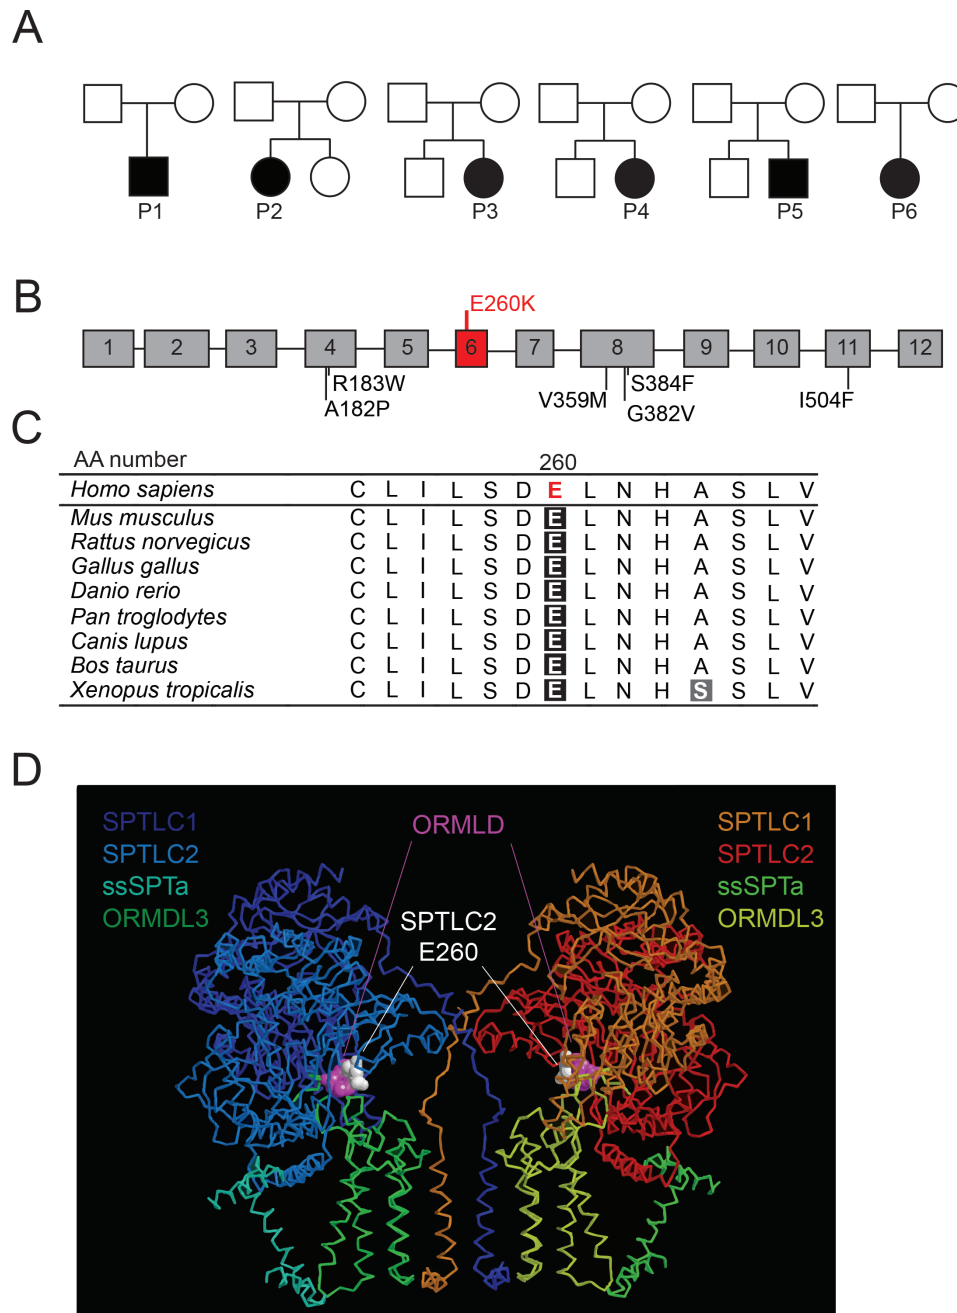 A
P1
P2
P3
P4
P5
P6
B
E260K
1 2 3 4 5 6 7 8 9 10 11 12
R183W
A182P
V359M
S384F
G382V
I504F
C
AA number 260
Homo sapiens C L I L S D E L N H A S L V
Mus musculus C L I L S D E L N H A S L V
Rattus norvegicus C L I L S D E L N H A S L V
Gallus gallus C L I L S D E L N H A S L V
Danio rerio C L I L S D E L N H A S L V
Pan troglodytes C L I L S D E L N H A S L V
Canis lupus C L I L S D E L N H A S L V
Bos taurus C L I L S D E L N H A S L V
Xenopus tropicalis C L I L S D E L N H S S L V
D
SPTLC1
SPTLC2
ssSPTa
ORMDL3
ORMLD
SPTLC2
E260
SPTLC1
SPTLC2
ssSPTa
ORMDL3